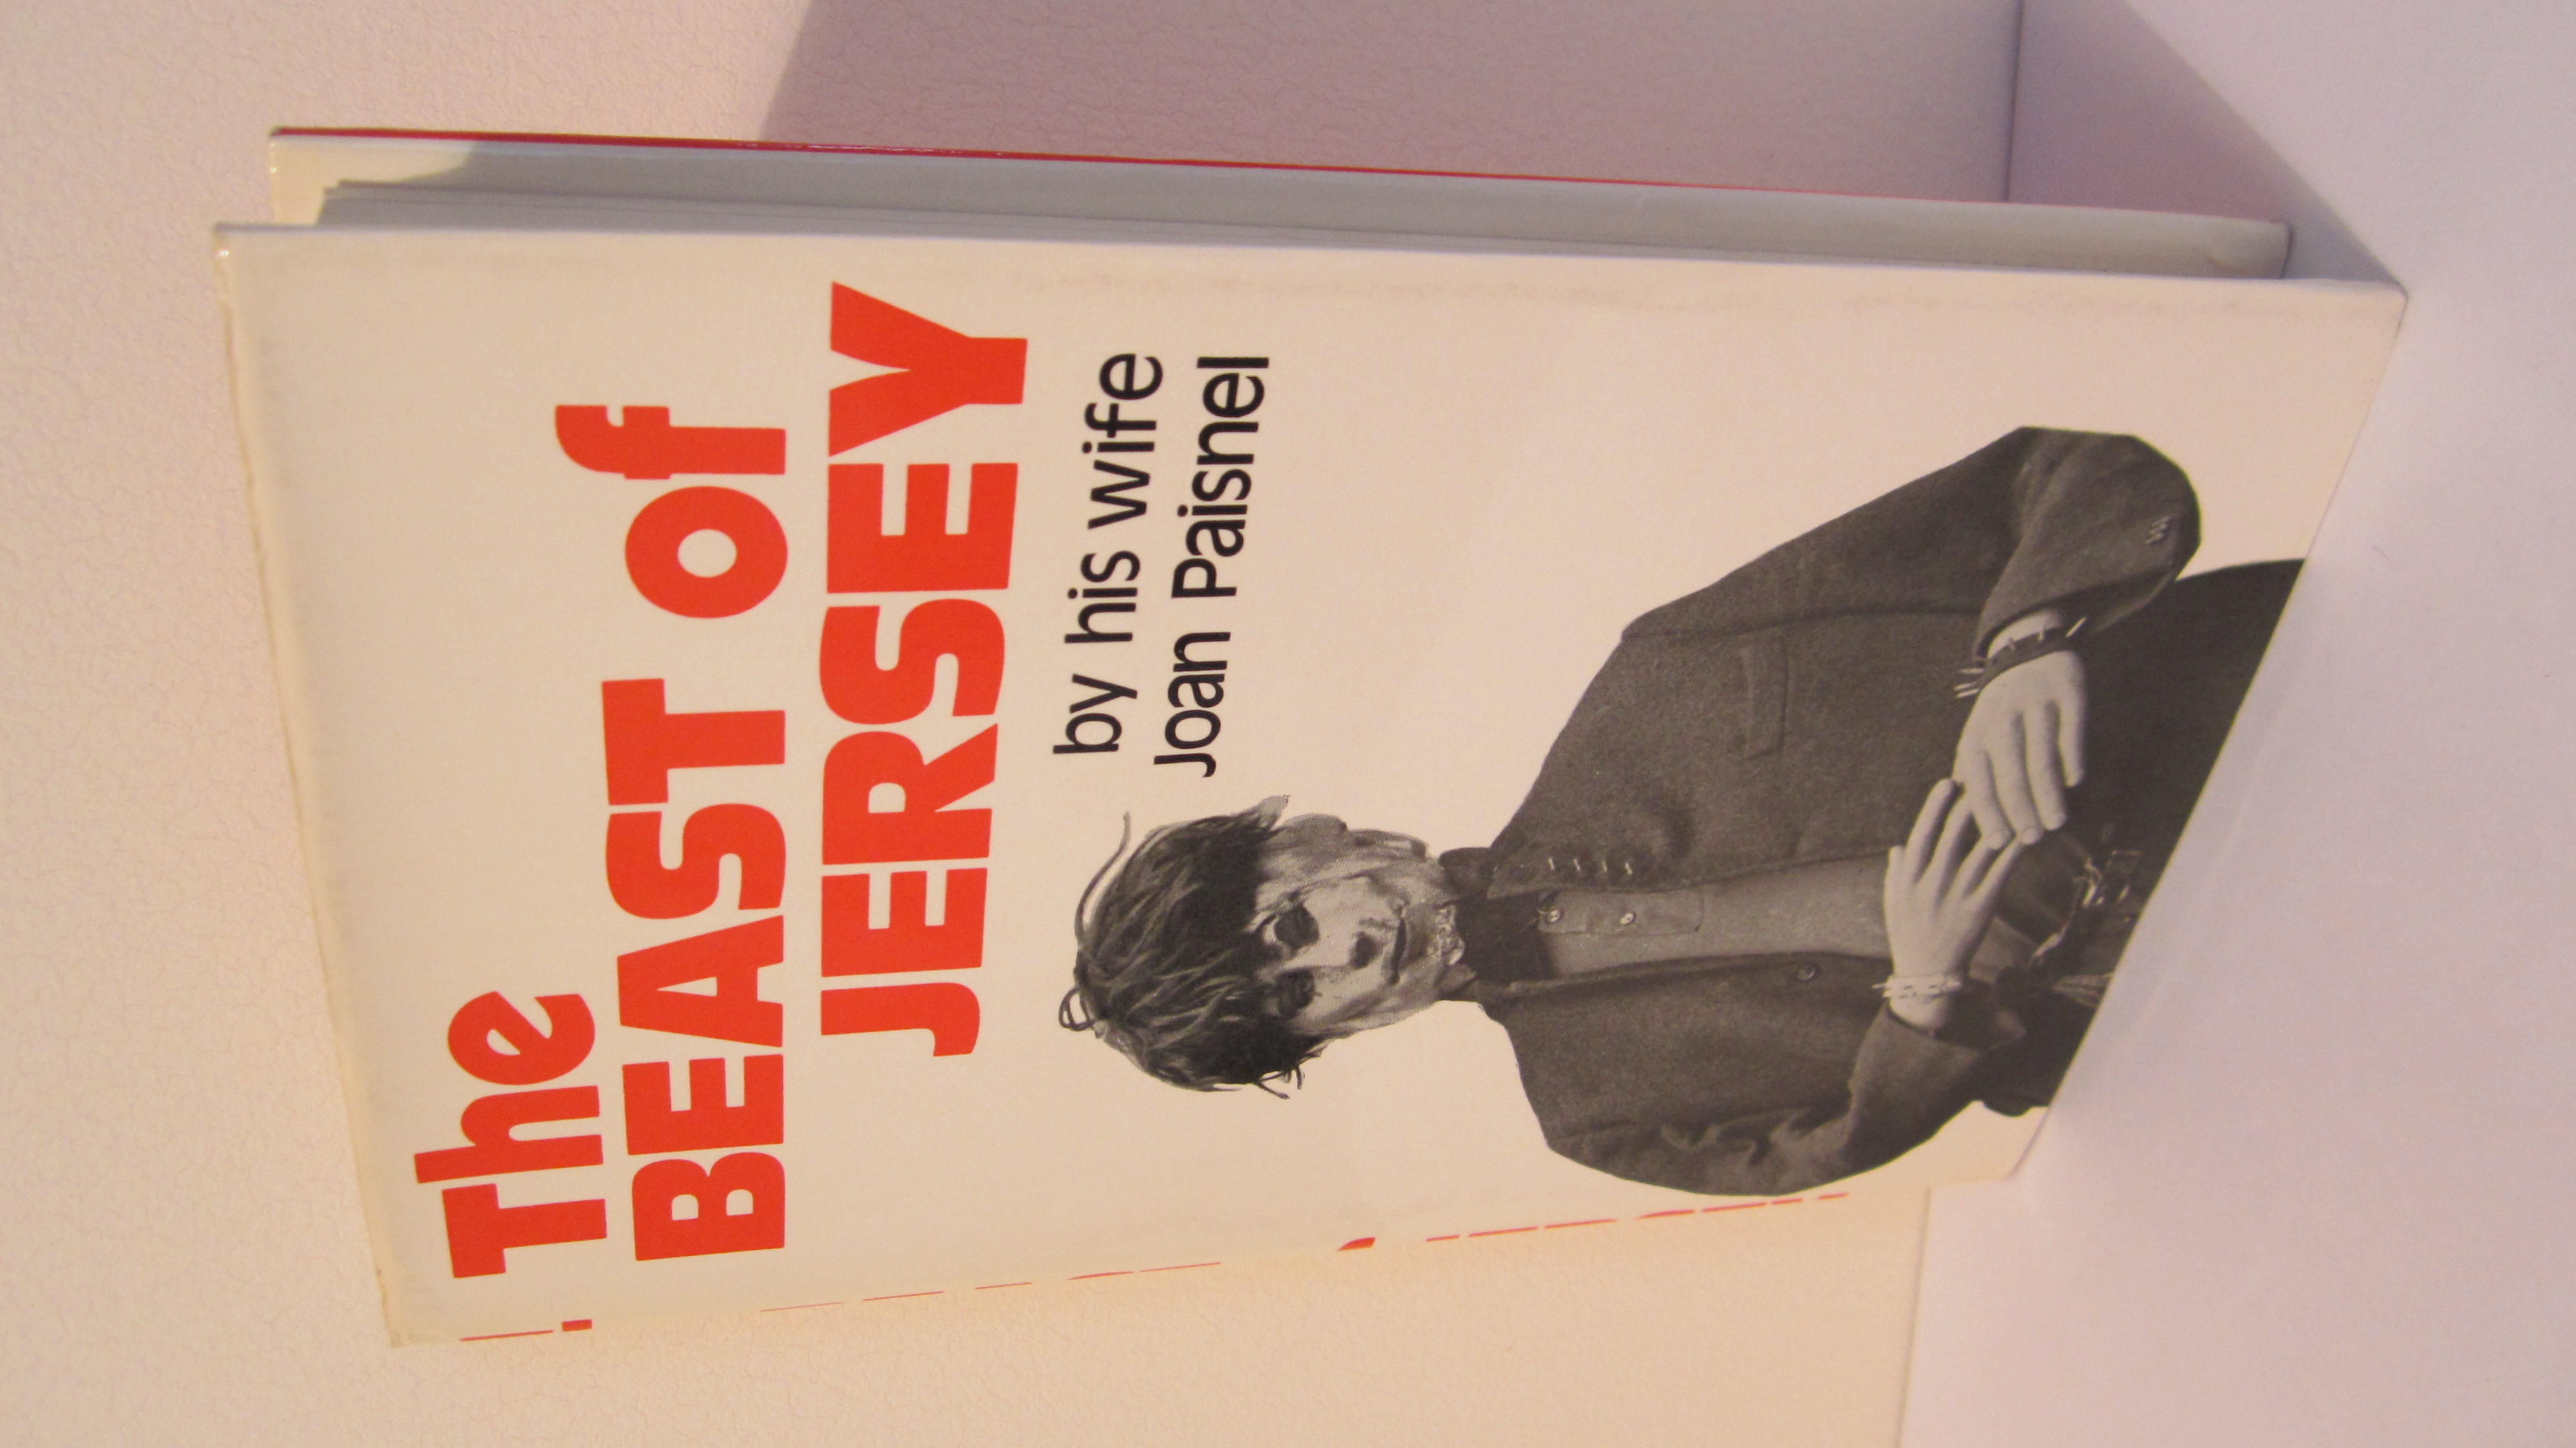 The
BEAST of
JERSEY
by his wife
Joan Paisnel